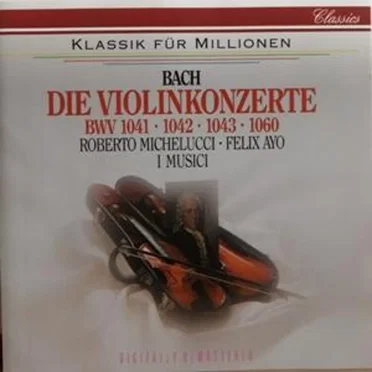 Classics
KLASSIK FÜR MILLIONEN
BACH
DIE VIOLINKONZERTE
BWV 1041 · 1042 · 1043 · 1060
ROBERTO MICHELUCCI · FELIX AYO
I MUSICI
DIGITALLY REMASTERED